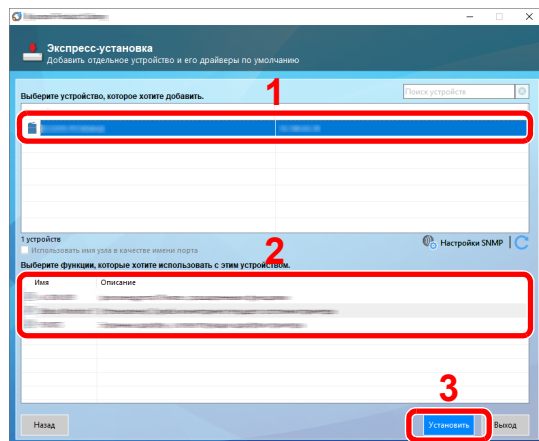 Экспресс-установка
Добавить отдельное устройство и его драйверы по умолчанию
1
Выберите устройство, которое хотите добавить.
Поиск устройств
1 устройств
Использовать имя узла в качестве имени порта
Настройки SNMP
2
Выберите функции, которые хотите использовать с этим устройством.
Имя Описание
3
Назад
Установить
Выход